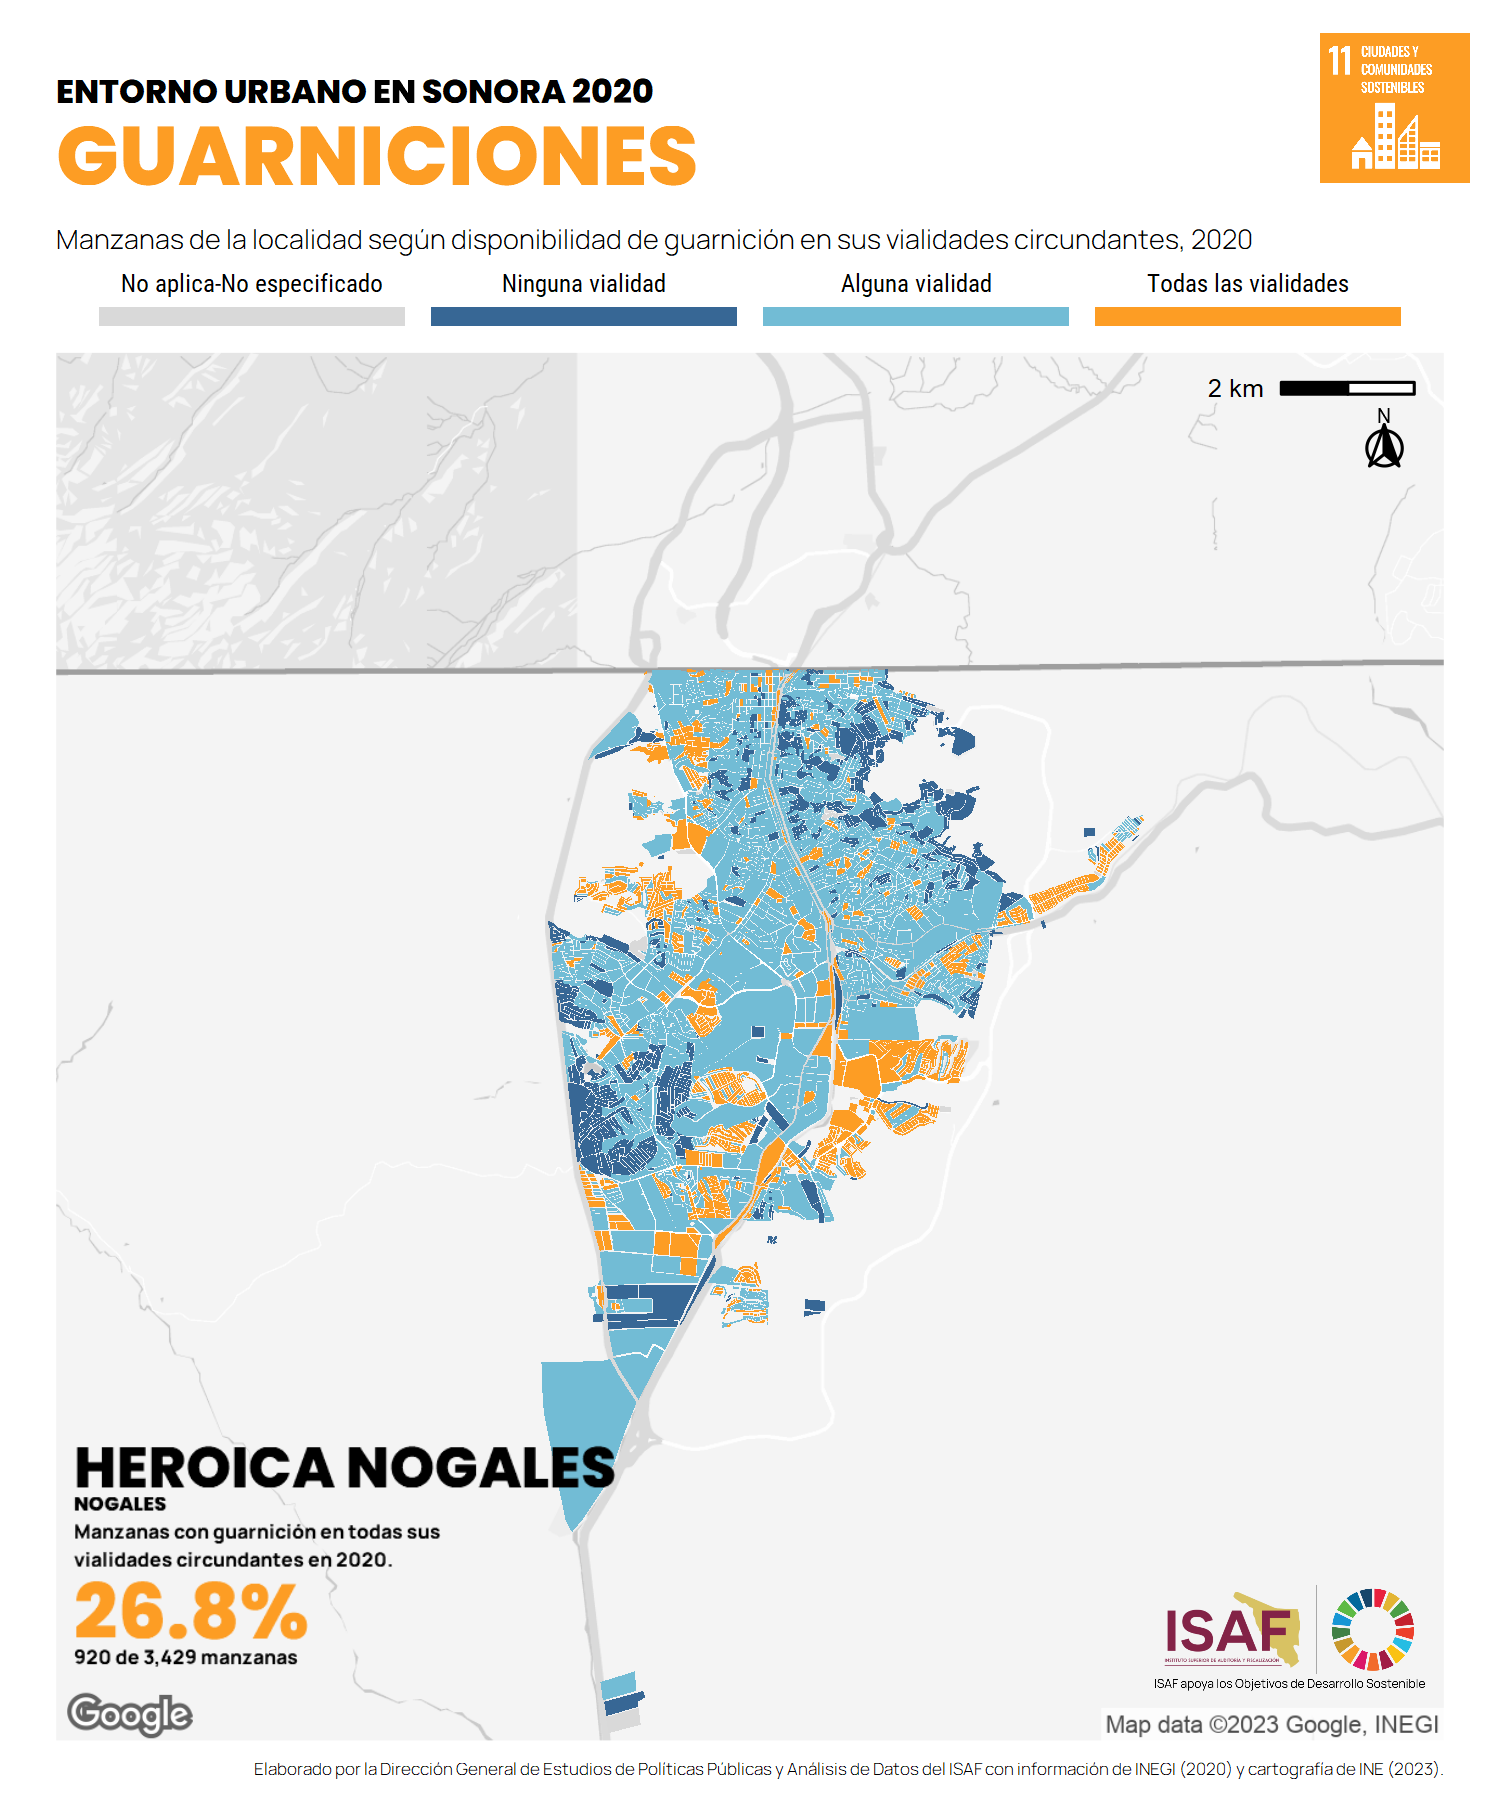 11 CIUDADES Y
COMUNIDADES
SOSTENIBLES
ENTORNO URBANO EN SONORA 2020
GUARNICIONES
Manzanas de la localidad según disponibilidad de guarnición en sus vialidades circundantes, 2020
No aplica-No especificado
Ninguna vialidad
Alguna vialidad
Todas las vialidades
2 km
N
HEROICA NOGALES
NOGALES
Manzanas con guarnición en todas sus
vialidades circundantes en 2020.
26.8%
920 de 3,429 manzanas
Google
ISAF
INSTITUTO SUPERIOR DE AUDITORÍA Y FISCALIZACIÓN
ISAF apoya los Objetivos de Desarrollo Sostenible
Map data ©2023 Google, INEGI
Elaborado por la Dirección General de Estudios de Políticas Públicas y Análisis de Datos del ISAF con información de INEGI (2020) y cartografía de INE (2023).